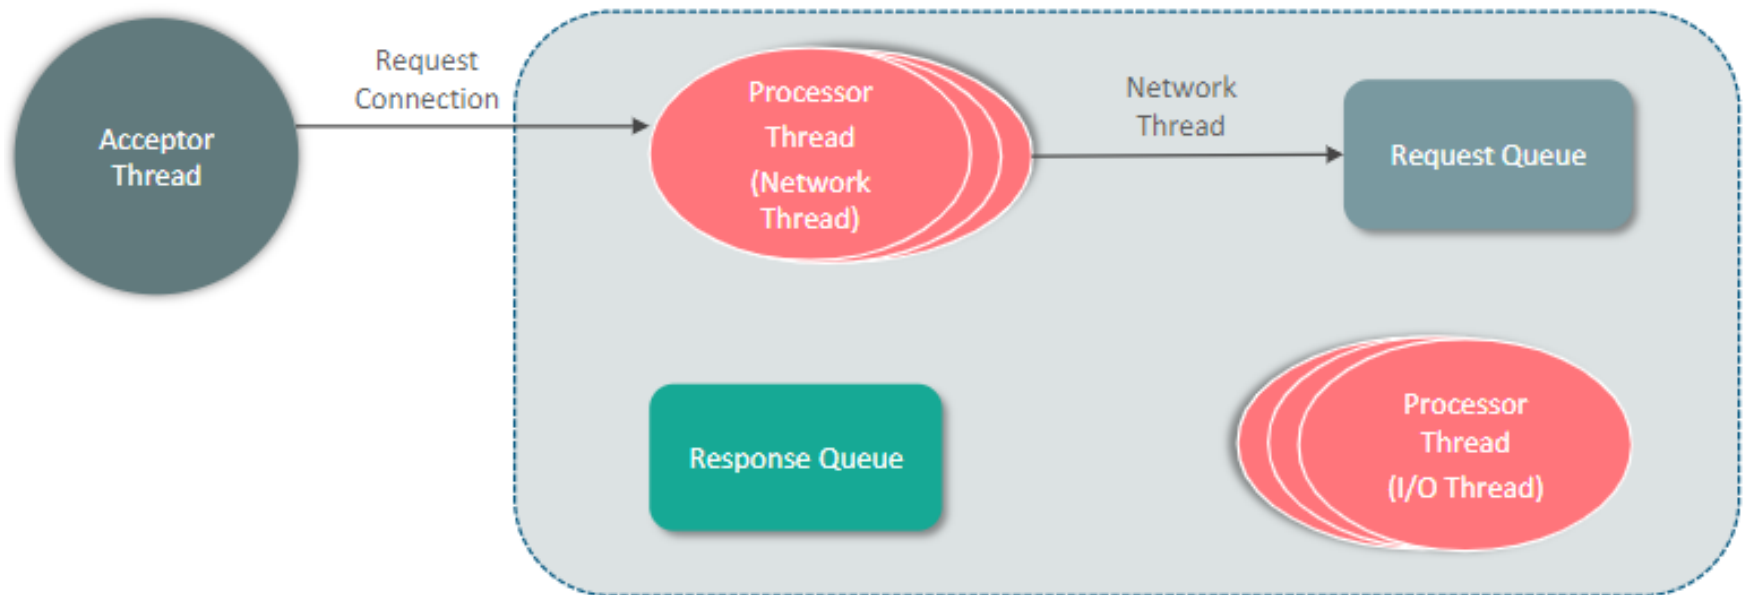 Acceptor
Thread
Request
Connection
Processor
Thread
(Network
Thread)
Network
Thread
Request Queue
Response Queue
Processor
Thread
(I/O Thread)